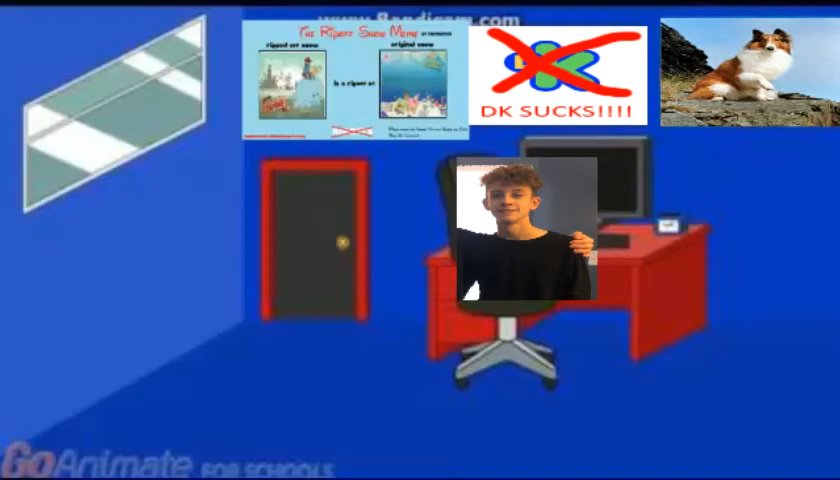 www.Bandicam.com
The Ripoff Show Meme
ripped off show
original show
is a ripoff of
DK SUCKS!!!!
GoAnimate FOR SCHOOLS